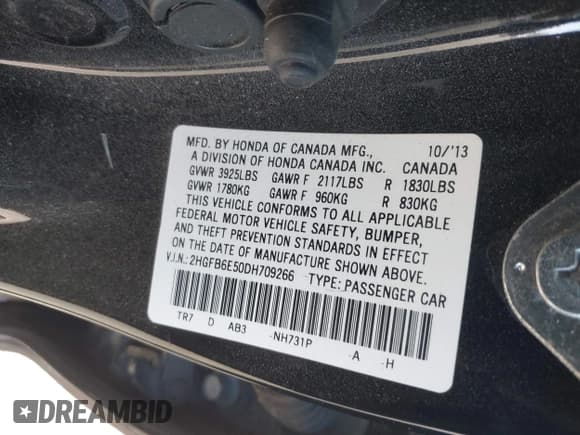 MFD. BY HONDA OF CANADA MFG., 10/'13
A DIVISION OF HONDA CANADA INC. CANADA
GVWR 3925LBS GAWR F 2117LBS R 1830LBS
GVWR 1780KG GAWR F 960KG R 830KG
THIS VEHICLE CONFORMS TO ALL APPLICABLE
FEDERAL MOTOR VEHICLE SAFETY, BUMPER,
AND THEFT PREVENTION STANDARDS IN EFFECT
ON THE DATE OF MANUFACTURE SHOWN ABOVE.
V.I.N.: 2HGFB6E50DH709266 TYPE: PASSENGER CAR
TR7 D AB3 -NH731P -A -H
DREAMBID